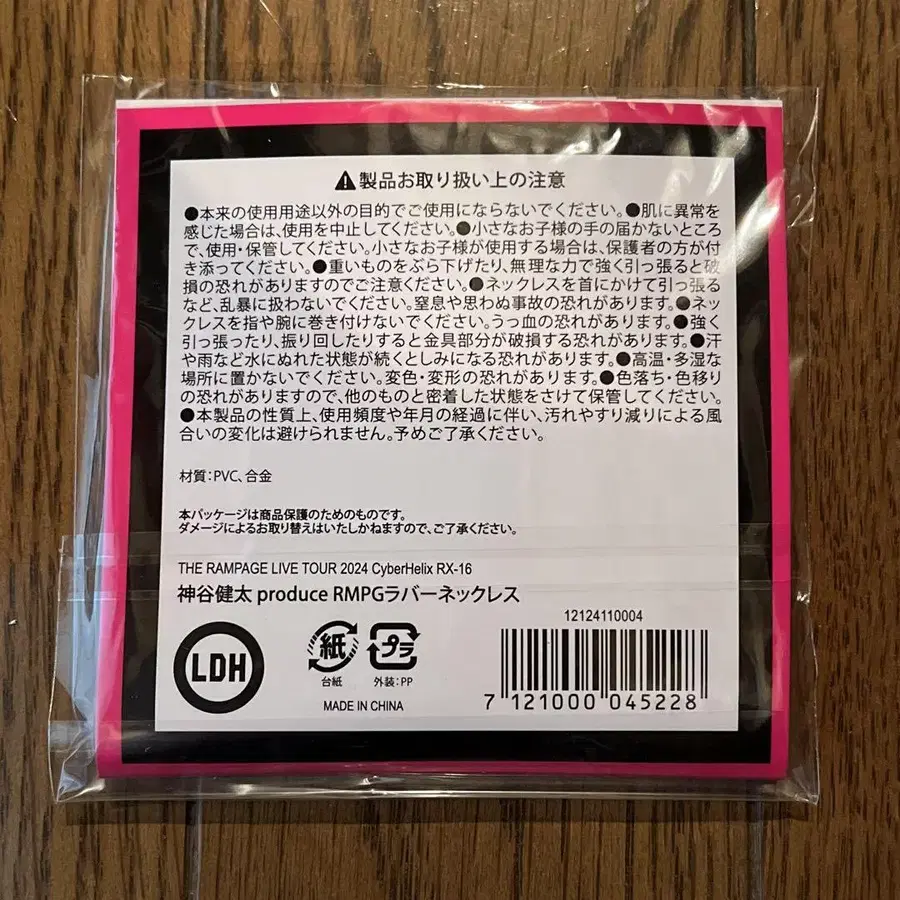 ⚠製品お取り扱い上の注意
●本来の使用用途以外の目的でご使用にならないでください。●肌に異常を
感じた場合は、使用を中止してください。●小さなお子様の手の届かないところ
で、使用・保管してください。小さなお子様が使用する場合は、保護者の方が付
き添ってください。●重いものをぶら下げたり、無理な力で強く引っ張ると破
損の恐れがありますのでご注意ください。●ネックレスを首にかけて引っ張る
など、乱暴に扱わないでください。窒息や思わぬ事故の恐れがあります。●ネッ
クレスを指や腕に巻き付けないでください。うっ血の恐れがあります。●強く
引っ張ったり、振り回したりすると金具部分が破損する恐れがあります。●汗
や雨など水にぬれた状態が続くとしみになる恐れがあります。●高温・多湿な
場所に置かないでください。変色・変形の恐れがあります。●色落ち・色移り
の恐れがありますので、他のものと密着した状態をさけて保管してください。
●本製品の性質上、使用頻度や年月の経過に伴い、汚れやすり減りによる風
合いの変化は避けられません。予めご了承ください。
材質:PVC、合金
本パッケージは商品保護のためのものです。
ダメージによるお取り替えはいたしかねますので、ご了承ください。
THE RAMPAGE LIVE TOUR 2024 CyberHelix RX-16
神谷健太 produce RMPGラバーネックレス
12124110004
LDH
紙
プラ
台紙
外装:PP
MADE IN CHINA
7 121000 045228